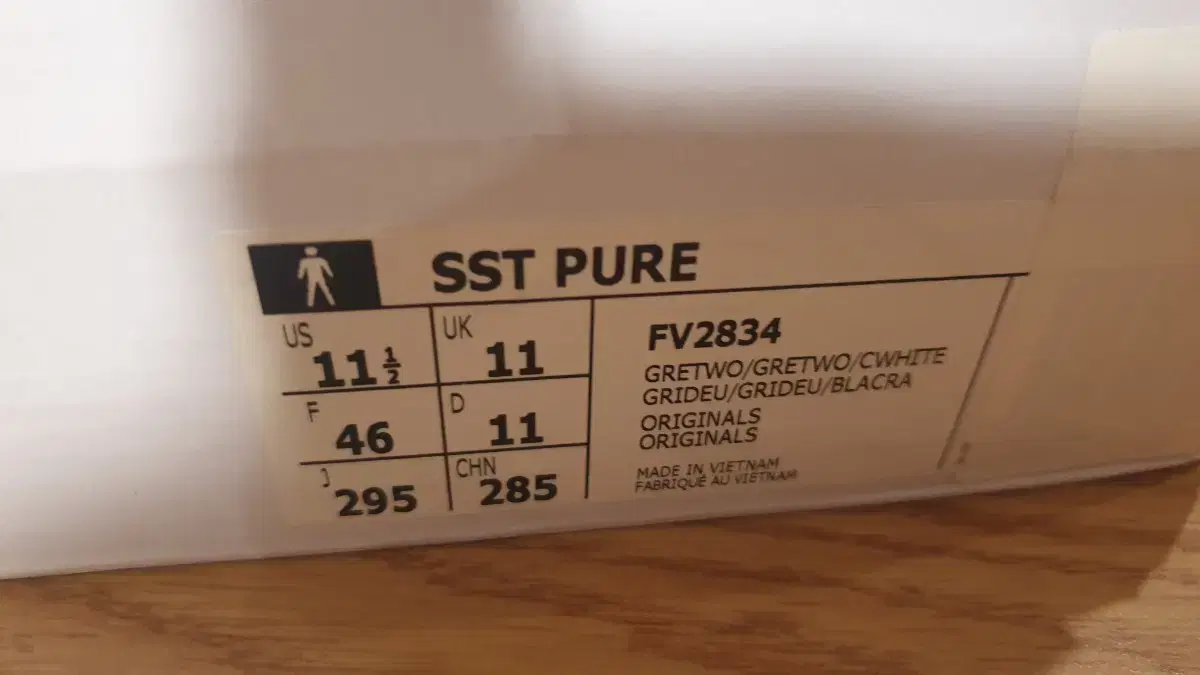 SST PURE
US 11½ UK 11
F 46 D 11
J 295 CHN 285
FV2834
GRETWO/GRETWO/CWHITE
GRIDEU/GRIDEU/BLACRA
ORIGINALS
ORIGINALS
MADE IN VIETNAM
FABRIQUÉ AU VIETNAM